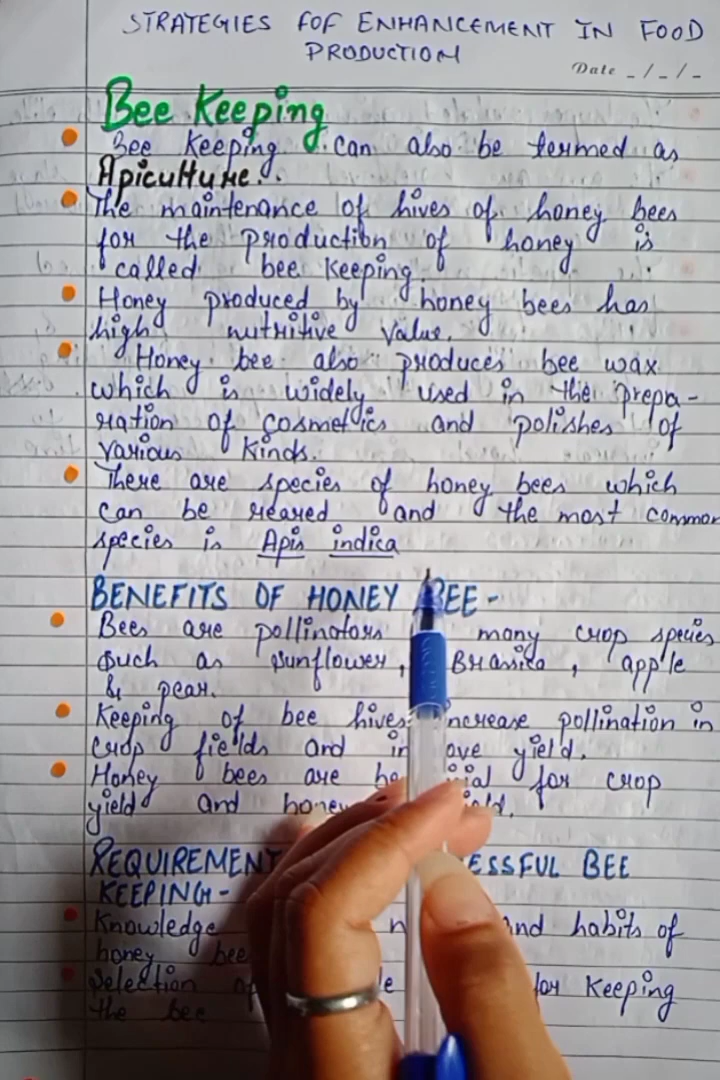 STRATEGIES FOF ENHANCEMENT IN FOOD
PRODUCTION
Date _/_/_
Bee Keeping
Bee Keeping can also be termed as
Apiculture.
The maintenance of hives of honey bees
for the production of honey is
called bee keeping.
Honey produced by honey bees has
high nutritive value.
Honey bee also produces bee wax
which is widely used in the prepa-
ration of cosmetics and polishes of
various kinds.
There are species of honey bees which
can be reared and the most common
species is Apis indica
BENEFITS OF HONEY BEE-
Bees are pollinators many crop species
such as sunflower, Brassica, apple
& pear.
Keeping of bee hives increase pollination in
crop fields and yield.
Honey bees are for crop
yield and
REQUIREMENT BEE
KEEPING-
Knowledge and habits of
honey bee
Selection for keeping
the bee